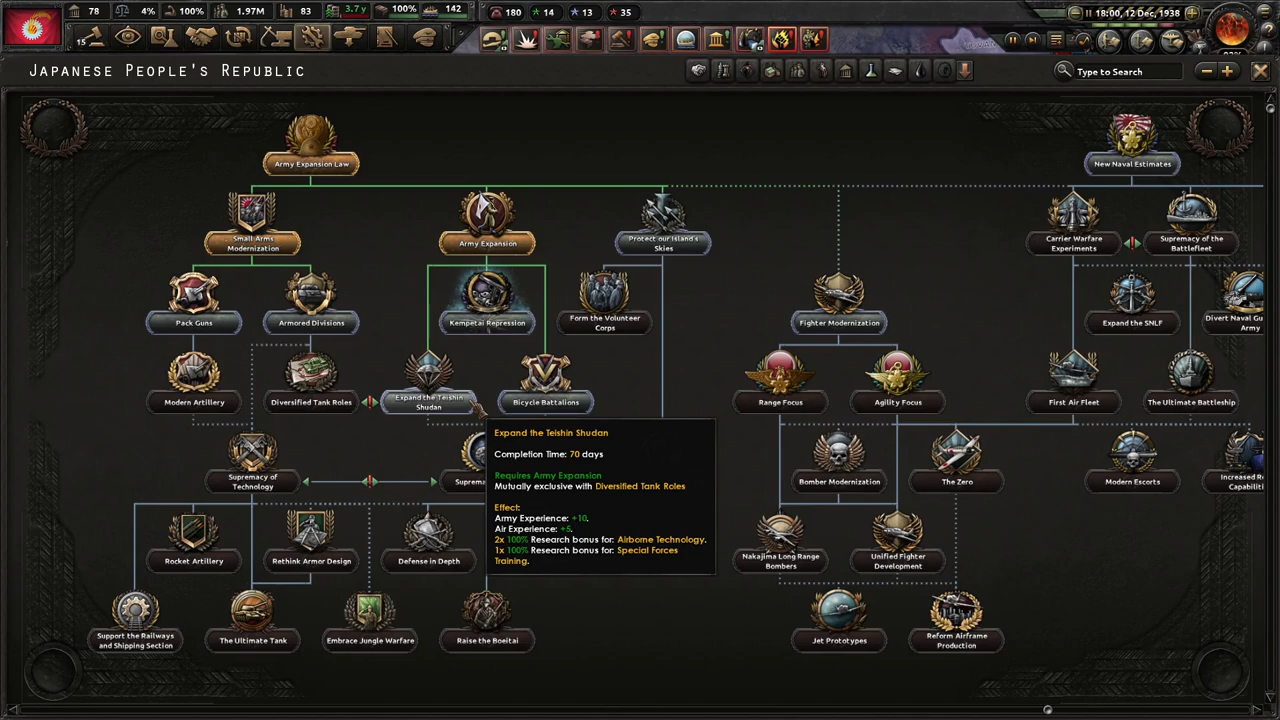 78 4% 100% 1.97M 83 3.7 y 100% 142 180 14 13 35 18:00, 12 Dec, 1938
15
JAPANESE PEOPLE'S REPUBLIC
Type to Search
Army Expansion Law
New Naval Estimates
Small Arms Modernization
Army Expansion
Protect our Island's Skies
Carrier Warfare Experiments
Supremacy of the Battlefleet
Pack Guns
Armored Divisions
Kempetai Repression
Form the Volunteer Corps
Fighter Modernization
Expand the SNLF
Divert Naval Gu
Army
Modern Artillery
Diversified Tank Roles
Expand the Teishin Shudan
Bicycle Battalions
Range Focus
Agility Focus
First Air Fleet
The Ultimate Battleship
Expand the Teishin Shudan
Completion Time: 70 days
Requires Army Expansion
Mutually exclusive with Diversified Tank Roles
Effect:
Army Experience: +10.
Air Experience: +5.
2x 100% Research bonus for: Airborne Technology.
1x 100% Research bonus for: Special Forces
Training.
Supremacy of Technology
Suprema
Bomber Modernization
The Zero
Modern Escorts
Increased R
Capabiliti
Rocket Artillery
Rethink Armor Design
Defense in Depth
Nakajima Long Range Bombers
Unified Fighter Development
Support the Railways and Shipping Section
The Ultimate Tank
Embrace Jungle Warfare
Raise the Boeitai
Jet Prototypes
Reform Airframe Production